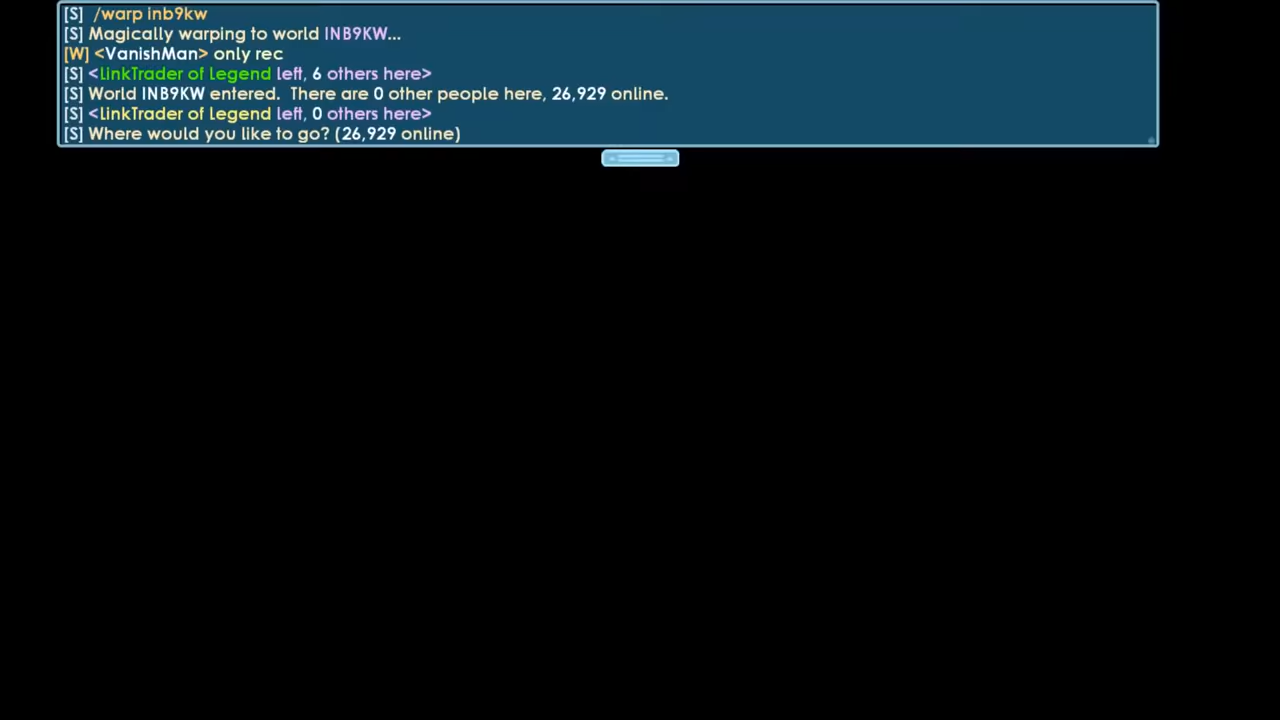 [S] /warp inb9kw
[S] Magically warping to world INB9KW...
[W] <VanishMan> only rec
[S] <LinkTrader of Legend left, 6 others here>
[S] World INB9KW entered. There are 0 other people here, 26,929 online.
[S] <LinkTrader of Legend left, 0 others here>
[S] Where would you like to go? (26,929 online)